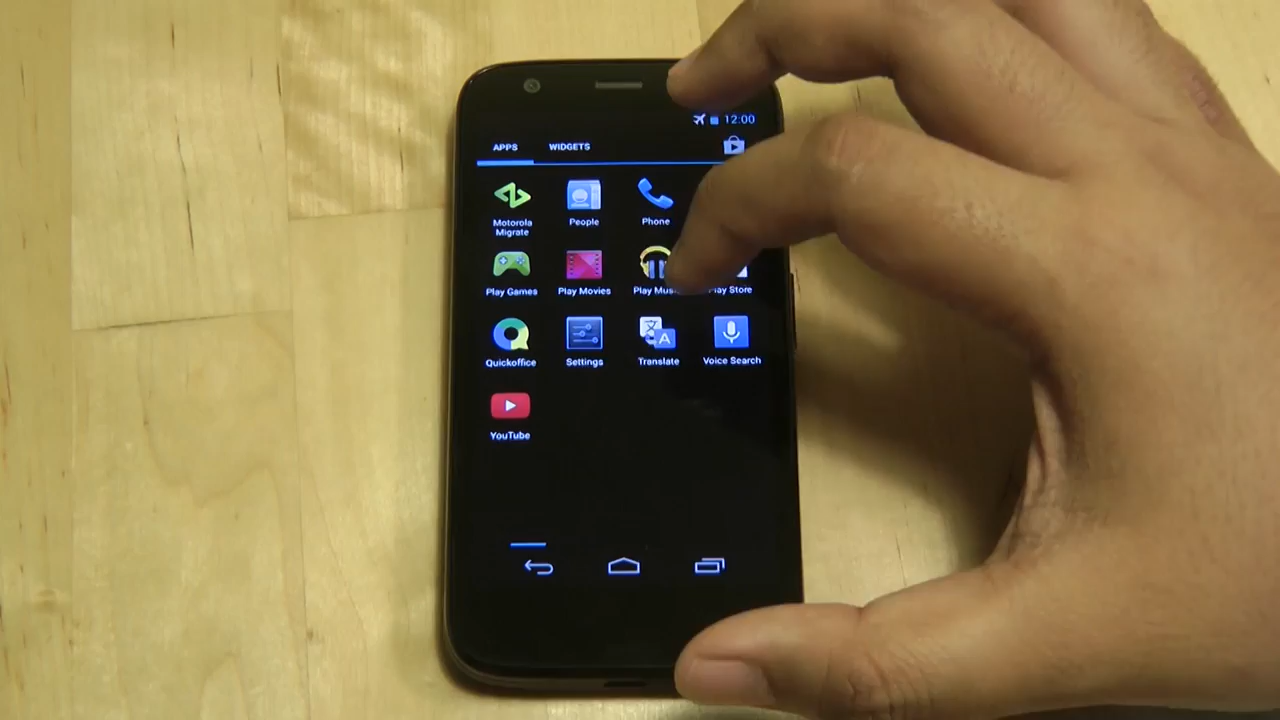 12:00
APPS WIDGETS
Motorola
Migrate
People
Phone
Play Games
Play Movies
Play Music
Play Store
Quickoffice
Settings
Translate
A
Voice Search
YouTube